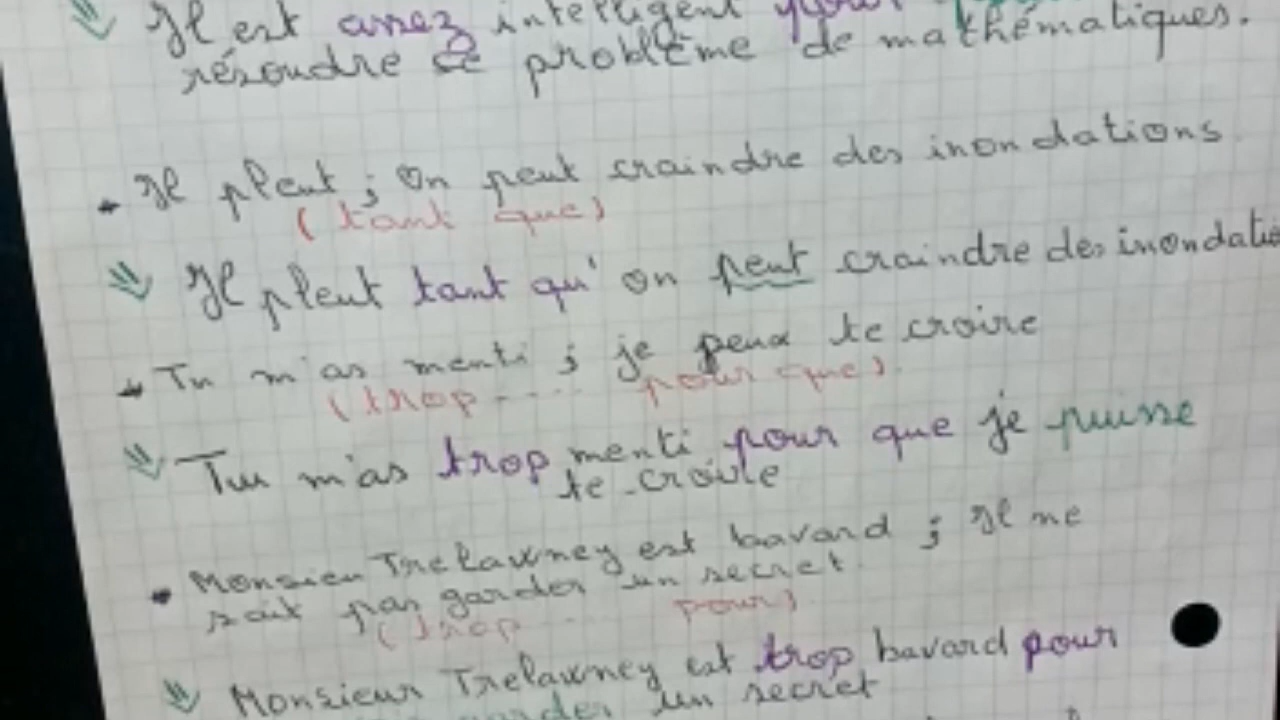 Il est assez intelligent pour
résoudre ce problème de mathématiques.
Il pleut ; On peut craindre des inondations
(tant que)
Il pleut tant qu'on peut craindre des inondatio
Tu m'as menti ; je peux te croire
(trop ---- pour que).
Tu m'as trop menti pour que je puisse
te croire
Monsieu Trelawney est bavard ; Il ne
sait pas garder un secret
(trop ... pour)
Monsieur Trelawney est trop bavard pour
garder un secret